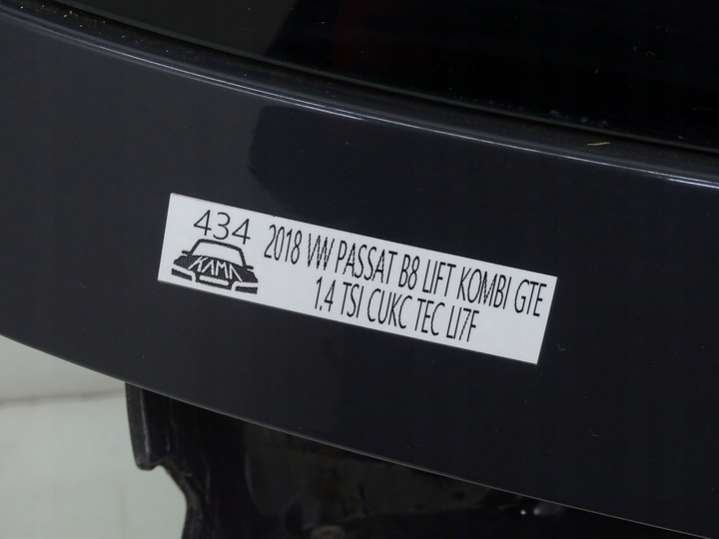 434
KAMA
2018 VW PASSAT B8 LIFT KOMBI GTE
1.4 TSI CUKC TEC LI7F